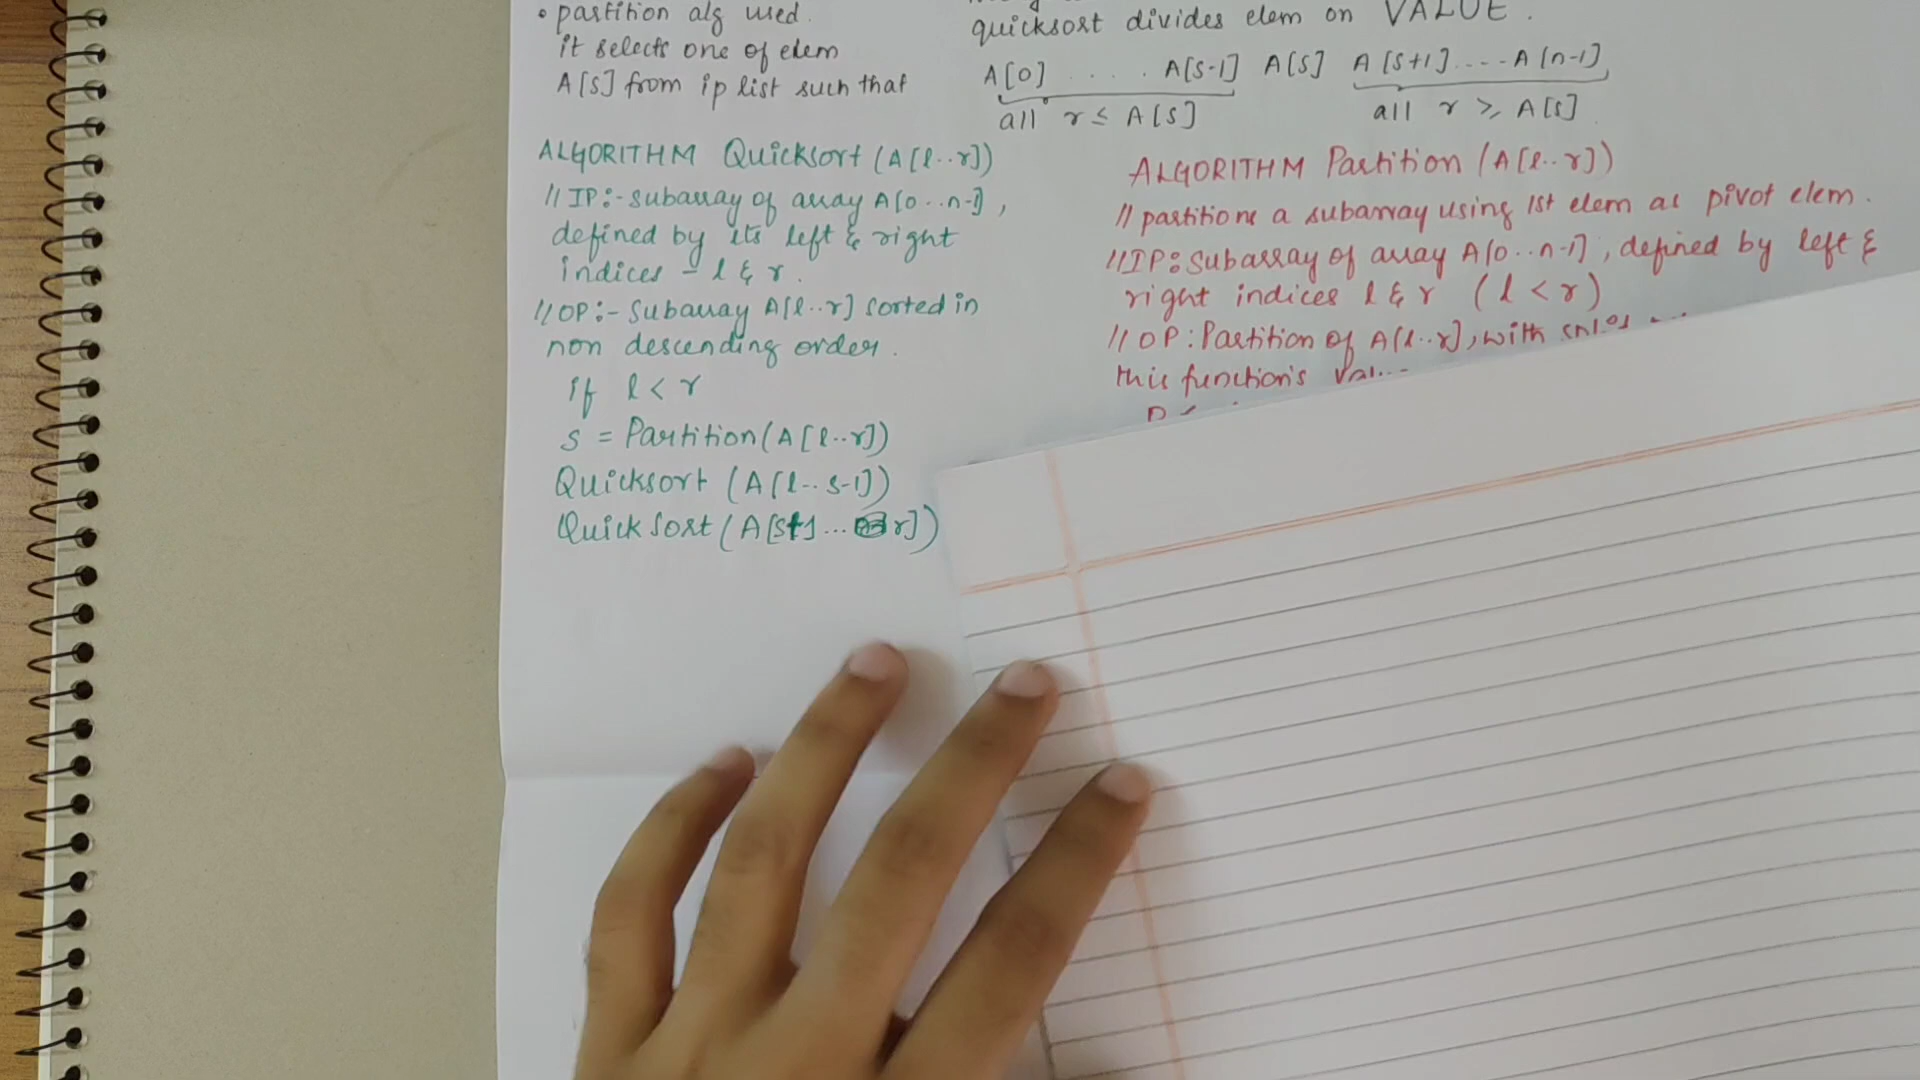 • partition alg used.
it selects one of elem
A[S] from ip list such that
quicksort divides elem on VALUE.
A[0] . . . . A[S-1] A[S] A[S+1]....A[n-1]
all r ≤ A[S] all r ≥ A[S]
ALGORITHM Quicksort (A[l..r])
// IP:- subarray of array A[0..n-1],
defined by its left & right
indices - l & r.
// OP:- Subarray A[l..r] sorted in
non descending order.
if l < r
s = Partition(A[l..r])
Quicksort (A[l..s-1])
Quick Sort (A[s+1...r])
ALGORITHM Partition (A[l..r])
// partitions a subarray using 1st elem as pivot elem.
// IP: subarray of array A[0..n-1], defined by left &
right indices l & r (l < r)
// OP: Partition of A[l..r], with
this function's